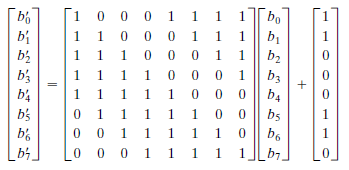 b′0 1 0 0 0 1 1 1 1 b0 1
b′1 1 1 0 0 0 1 1 1 b1 1
b′2 1 1 1 0 0 0 1 1 b2 0
b′3 1 1 1 1 0 0 0 1 b3 0
b′4 = 1 1 1 1 1 0 0 0 b4 + 0
b′5 0 1 1 1 1 1 0 0 b5 1
b′6 0 0 1 1 1 1 1 0 b6 1
b′7 0 0 0 1 1 1 1 1 b7 0